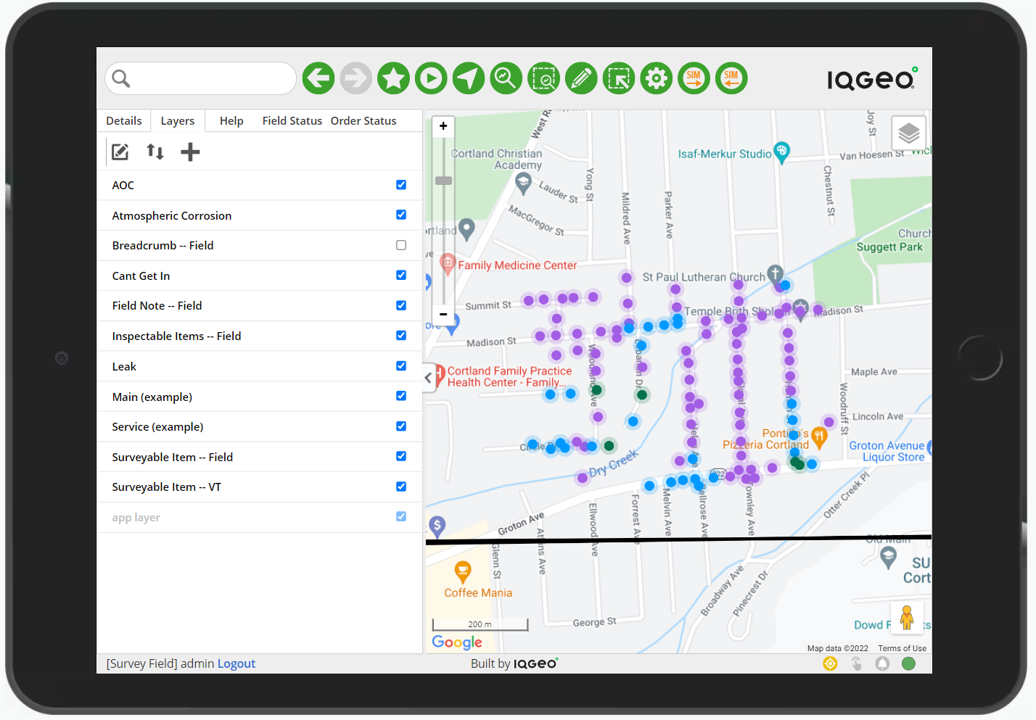 SIM
SIM
IQGEO
Details
Layers
Help
Field Status
Order Status
AOC
Atmospheric Corrosion
Breadcrumb -- Field
Cant Get In
Field Note -- Field
Inspectable Items -- Field
Leak
Main (example)
Service (example)
Surveyable Item -- Field
Surveyable Item -- VT
app layer
+
−
West R
Joy St
Cortland Christian
Academy
Isaf-Merkur Studio
Van Hoesen St
Lauder St
Yong St
Mildred Ave
Parker Ave
Chestnut St
MacGregor St
Church
Suggett Park
Family Medicine Center
St Paul Lutheran Church
Summit St
Temple Brith Sholom
Madison St
Madison St
Cortland Family Practice
Health Center - Family...
Maple Ave
Woodruff St
Lincoln Ave
Pontillo's
Pizzeria Cortland
Groton Avenue
Liquor Store
Dry Creek
Otter Creek Pl
Groton Ave
Ellwood Ave
Forrest Ave
Melvin Ave
Melrose Ave
Townley Ave
$
Glenn St
Atkins Ave
Old Main
SU
Cort
Coffee Mania
Broadway Ave
Pinecrest Dr
200 m
George St
Dowd F
Google
Map data ©2022
Terms of Use
[Survey Field] admin Logout
Built by IQGEO